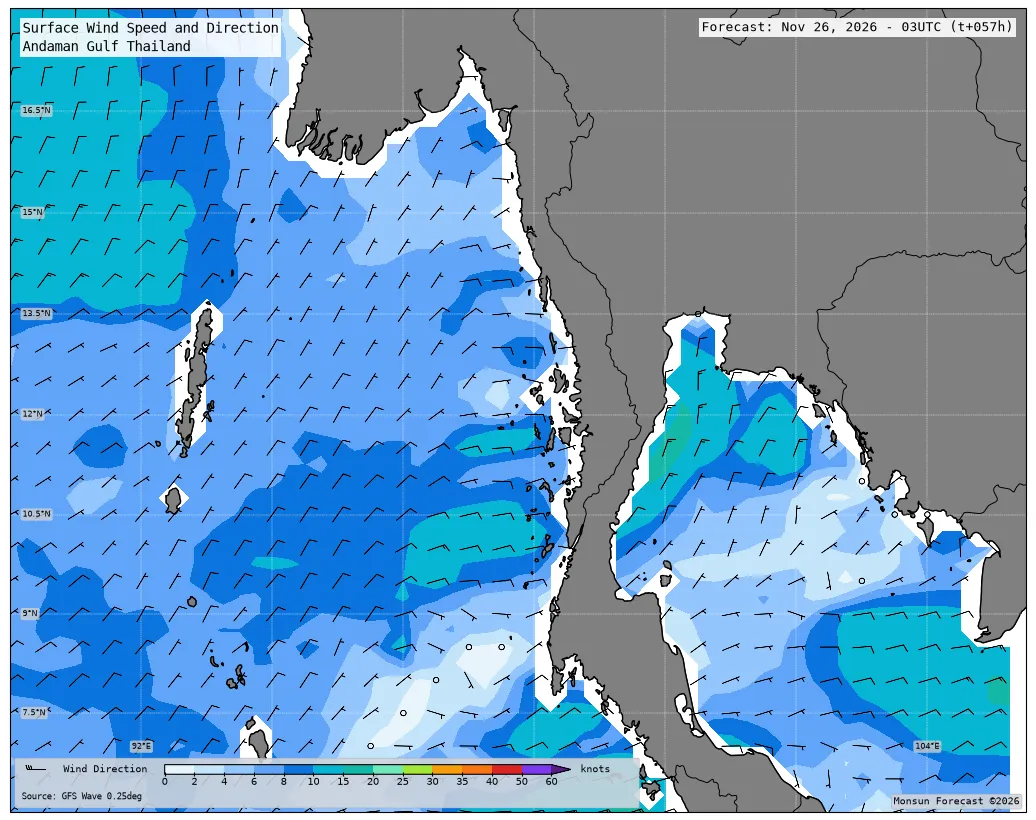 Surface Wind Speed and Direction
Andaman Gulf Thailand
Forecast: Nov 26, 2026 - 03UTC (t+057h)
16.5°N
15°N
13.5°N
12°N
10.5°N
9°N
7.5°N
92°E
104°E
Wind Direction
0 2 4 6 8 10 15 20 25 30 35 40 50 60 knots
Source: GFS Wave 0.25deg
Monsun Forecast ©2026